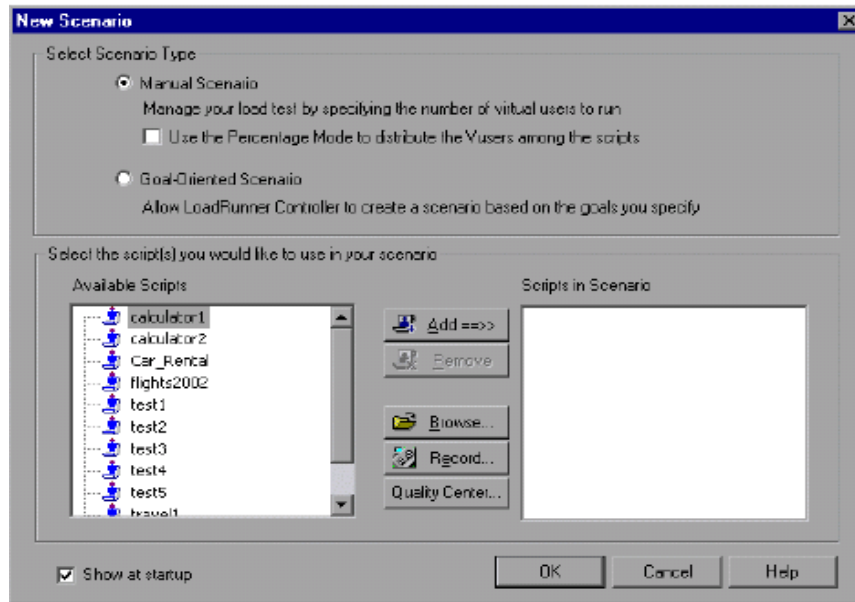 New Scenario
Select Scenario Type
Manual Scenario
Manage your load test by specifying the number of virtual users to run
Use the Percentage Mode to distribute the Vusers among the scripts
Goal-Oriented Scenario
Allow LoadRunner Controller to create a scenario based on the goals you specify
Select the script(s) you would like to use in your scenario
Available Scripts
calculator1
calculator2
Car_Rental
flights2002
test1
test2
test3
test4
test5
travel1
Add ==>>
Remove
Browse...
Record...
Quality Center...
Scripts in Scenario
Show at startup
OK
Cancel
Help